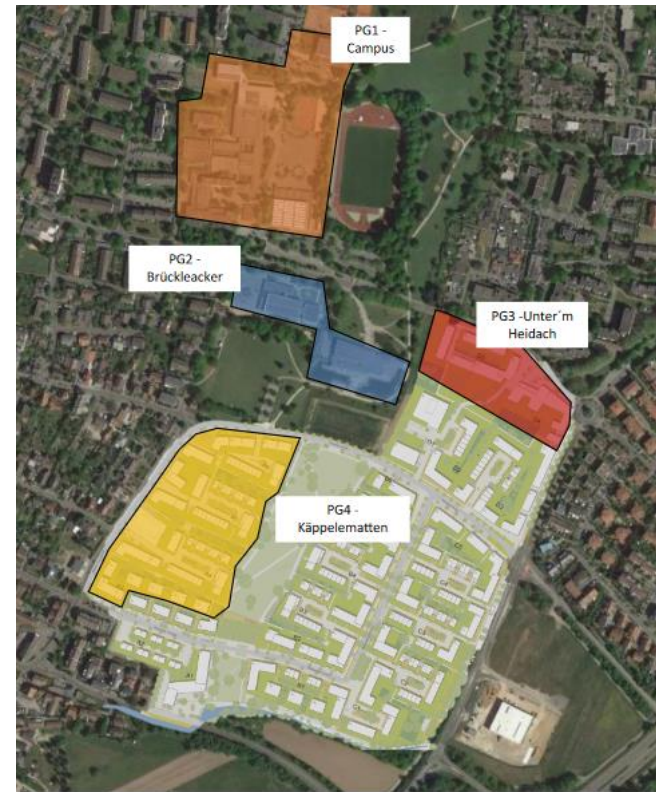 PG1 -
Campus
PG2 -
Brückleacker
PG3 -Unter´m
Heidach
PG4 -
Käppelematten